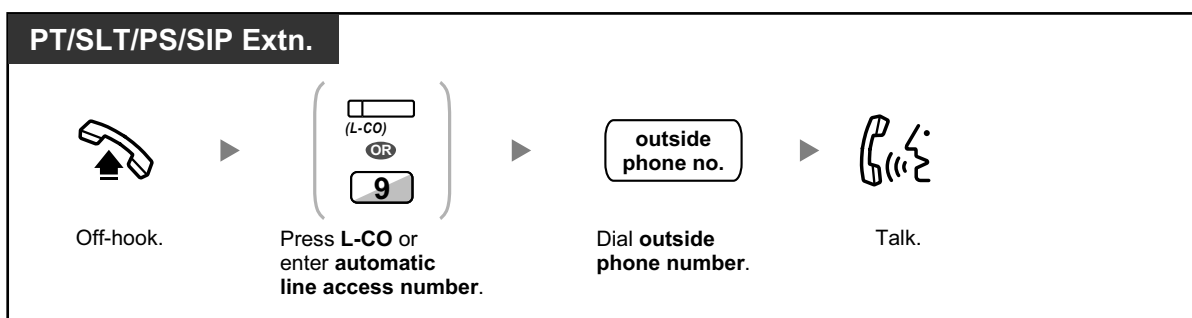 PT/SLT/PS/SIP Extn.
(L-CO)
OR
9
outside
phone no.
Off-hook.
Press L-CO or
enter automatic
line access number.
Dial outside
phone number.
Talk.